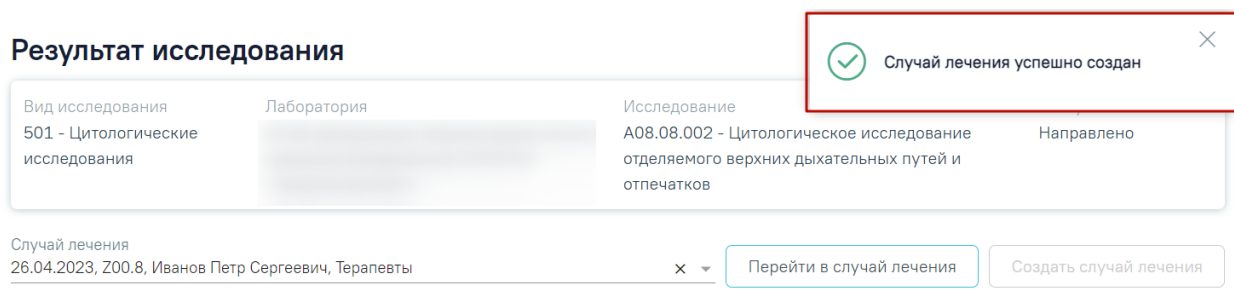 Результат исследования
Случай лечения успешно создан
Вид исследования
501 - Цитологические
исследования
Лаборатория
Исследование
А08.08.002 - Цитологическое исследование
отделяемого верхних дыхательных путей и
отпечатков
Направлено
Случай лечения
26.04.2023, Z00.8, Иванов Петр Сергеевич, Терапевты
Перейти в случай лечения
Создать случай лечения